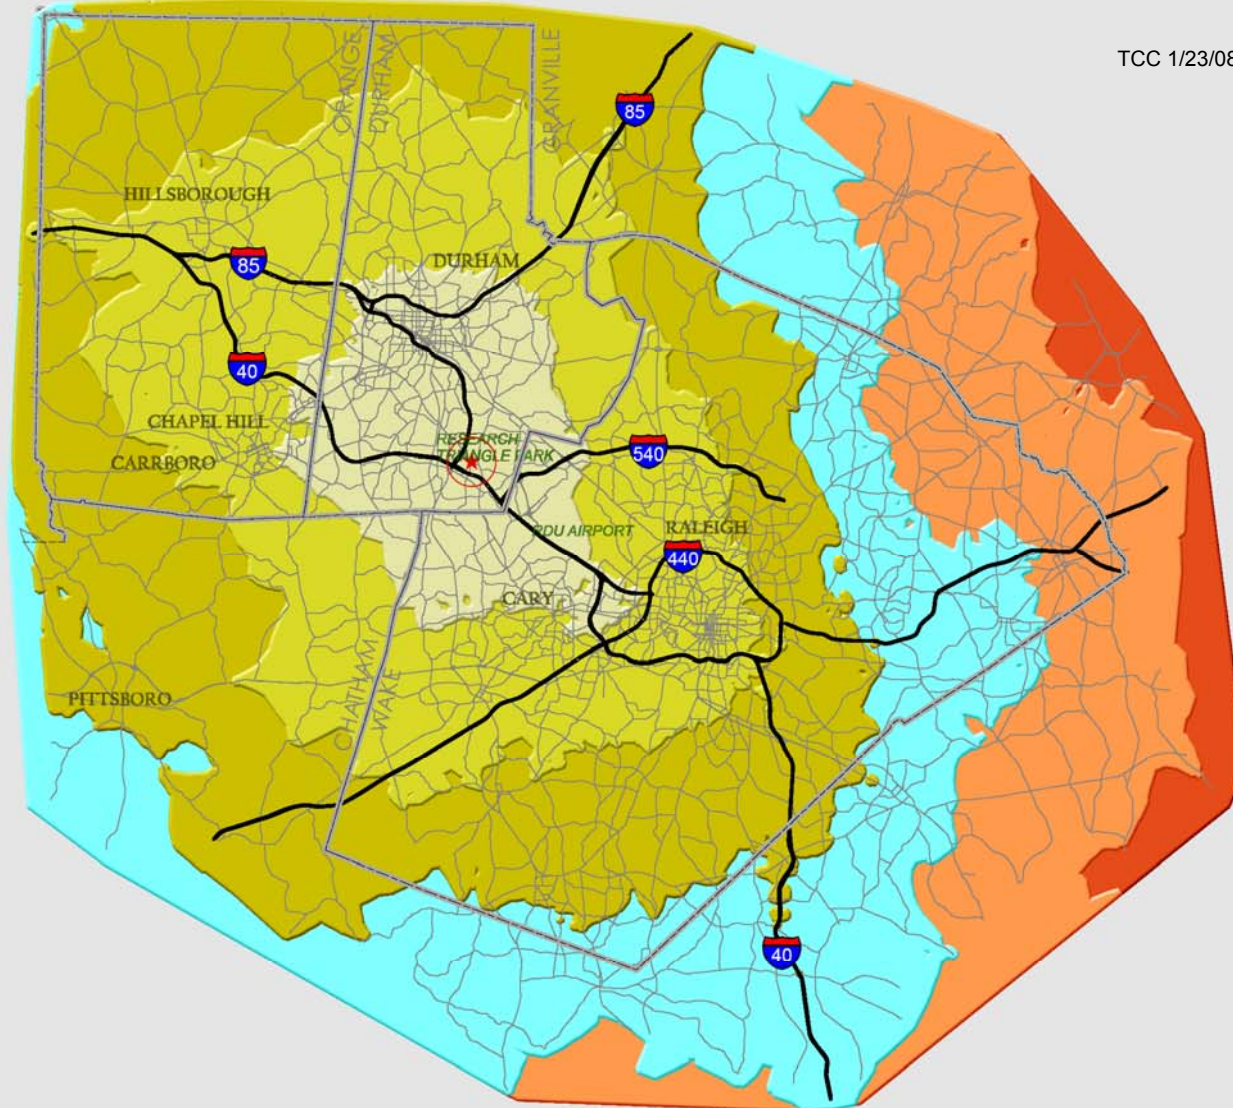 TCC 1/23/08
ORANGE
DURHAM
GRANVILLE
85
HILLSBOROUGH
DURHAM
85
40
CHAPEL HILL
CARRBORO
RESEARCH
TRIANGLE PARK
540
RDU AIRPORT
RALEIGH
440
CARY
CHATHAM
WAKE
PITTSBORO
40